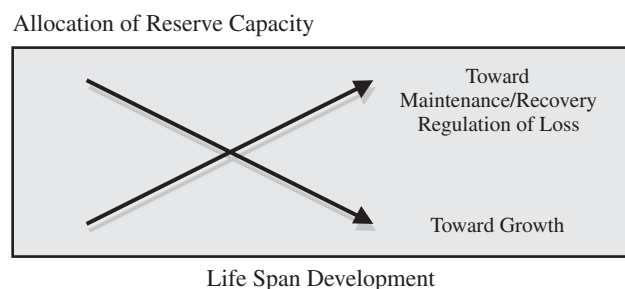 Allocation of Reserve Capacity
Toward
Maintenance/Recovery
Regulation of Loss
Toward Growth
Life Span Development